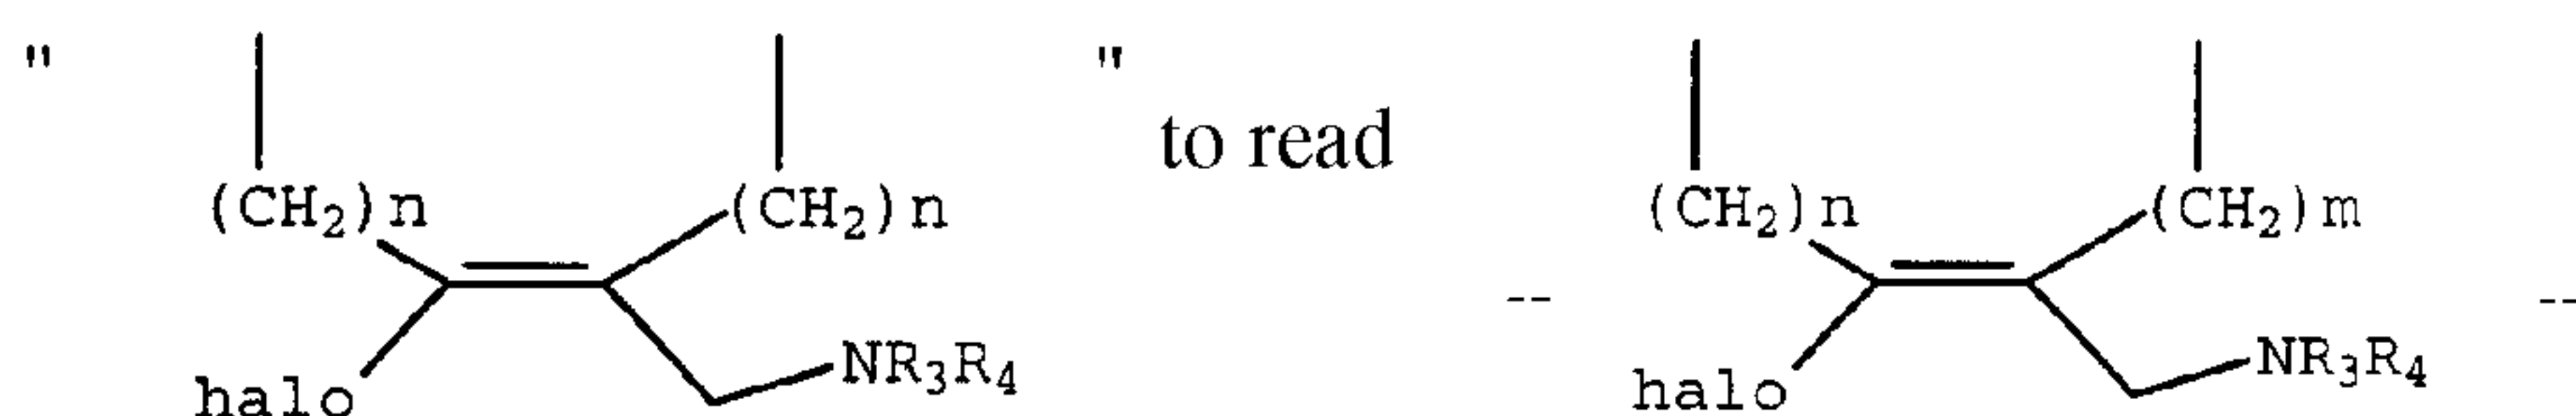 " " to read
(CH₂)n (CH₂)n (CH₂)n (CH₂)m
-- --
halo NR₃R₄ halo NR₃R₄